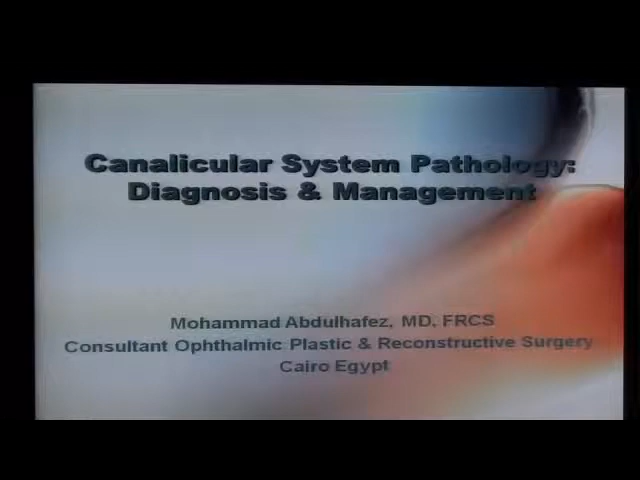 Canalicular System Pathology:
Diagnosis & Management
Mohammad Abdulhafez, MD, FRCS
Consultant Ophthalmic Plastic & Reconstructive Surgery
Cairo Egypt